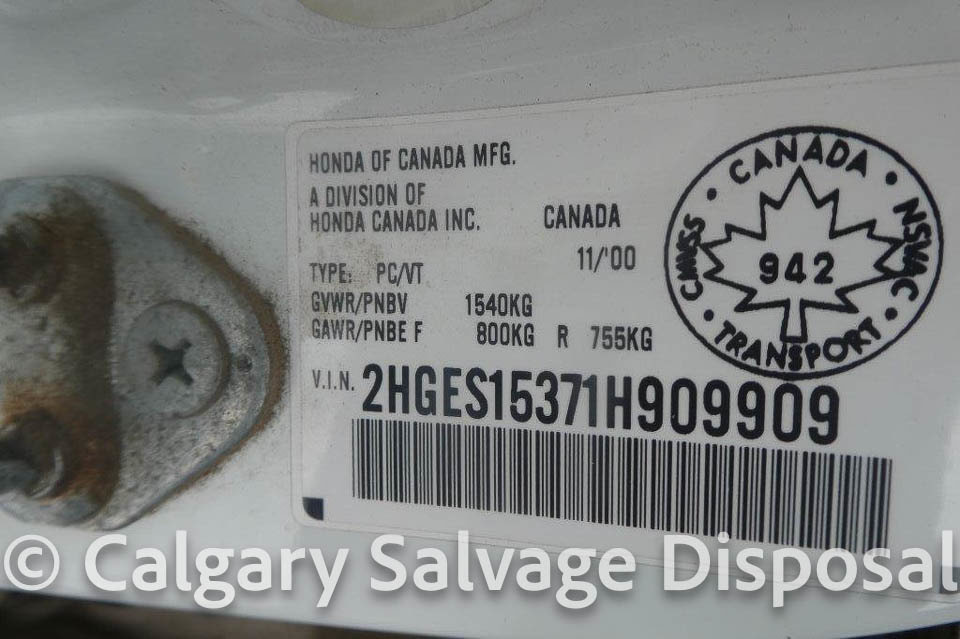 HONDA OF CANADA MFG.
A DIVISION OF
HONDA CANADA INC. CANADA
11/'00
TYPE: PC/VT
GVWR/PNBV 1540KG
GAWR/PNBE F 800KG R 755KG
V.I.N. 2HGES15371H909909
CANADA
CMVSS • NSVAC
942
TRANSPORT
© Calgary Salvage Disposal